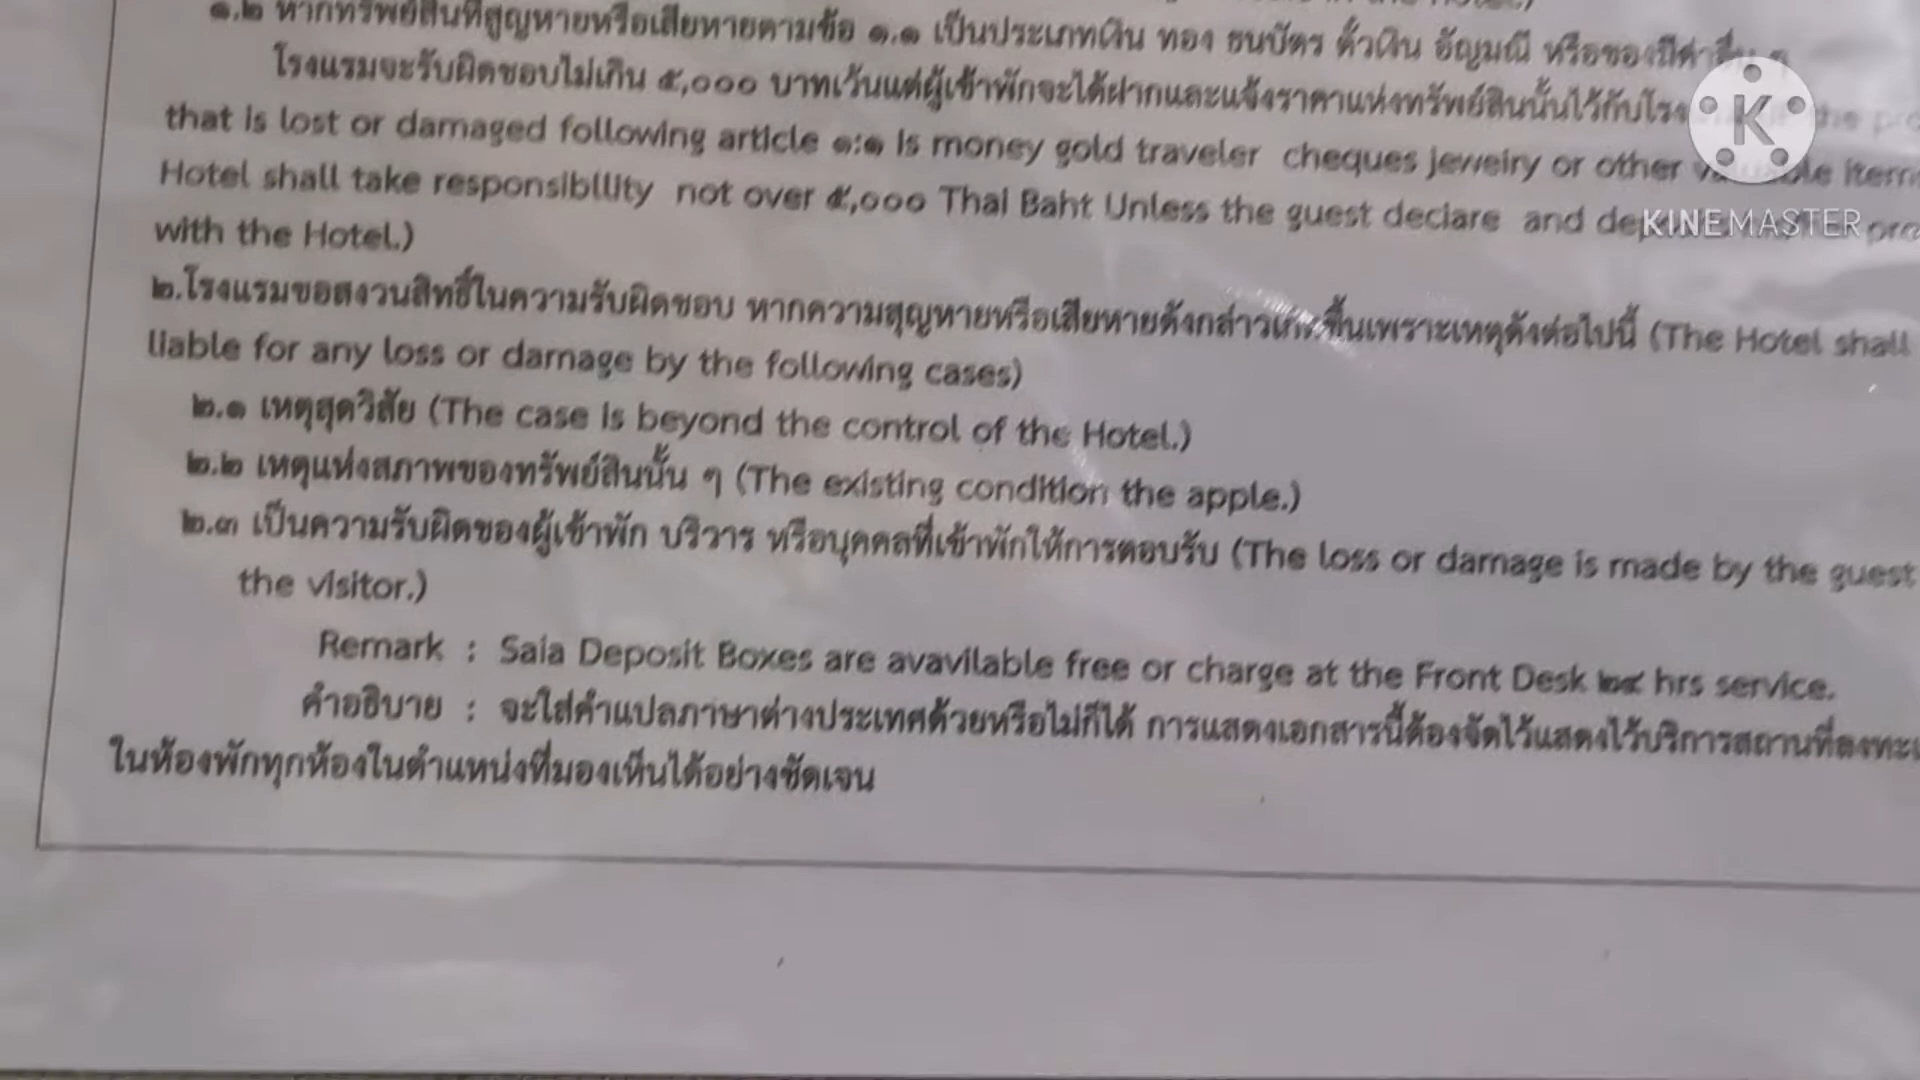 ๑.๒ หากทรัพย์สินที่สูญหายหรือเสียหายตามข้อ ๑.๑ เป็นประเภทเงิน ทอง ธนบัตร ตั๋วเงิน อัญมณี หรือของมีค่าอื่น ๆ
โรงแรมจะรับผิดชอบไม่เกิน ๕,๐๐๐ บาทเว้นแต่ผู้เข้าพักจะได้ฝากและแจ้งราคาแห่งทรัพย์สินนั้นไว้กับโรง
that is lost or damaged following article ๑:๑ is money gold traveler cheques jewelry or other valuable item
Hotel shall take responsibility not over ๕,๐๐๐ Thai Baht Unless the guest declare and
with the Hotel.)
๒.โรงแรมขอสงวนสิทธิ์ในความรับผิดชอบ หากความสุญหายหรือเสียหายดังกล่าวเกิดขึ้นเพราะเหตุดังต่อไปนี้ (The Hotel shall
liable for any loss or damage by the following cases)
๒.๑ เหตุสุดวิสัย (The case is beyond the control of the Hotel.)
๒.๒ เหตุแห่งสภาพของทรัพย์สินนั้น ๆ (The existing condition the apple.)
๒.๓ เป็นความรับผิดของผู้เข้าพัก บริวาร หรือบุคคลที่เข้าพักให้การตอบรับ (The loss or damage is made by the guest
the visitor.)
Remark : Saia Deposit Boxes are avavilable free or charge at the Front Desk ๒๔ hrs service.
คำอธิบาย : จะใส่คำแปลภาษาต่างประเทศด้วยหรือไม่ก็ได้ การแสดงเอกสารนี้ต้องจัดไว้แสดงไว้บริการสถานที่ลงทะเ
ในห้องพักทุกห้องในตำแหน่งที่มองเห็นได้อย่างชัดเจน
K
KINEMASTER